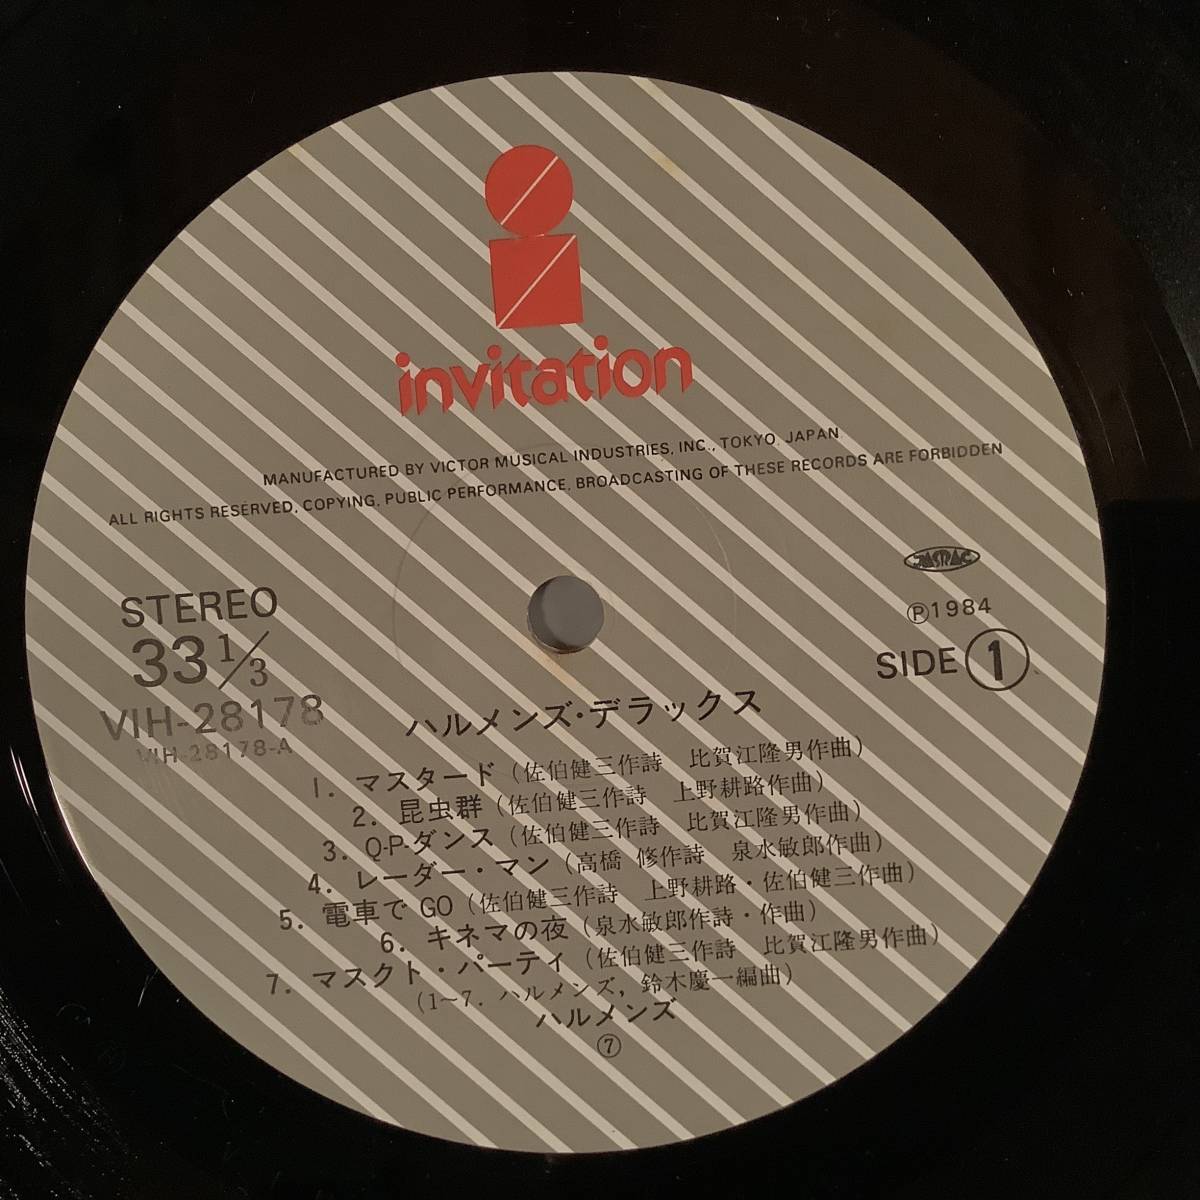 invitation
MANUFACTURED BY VICTOR MUSICAL INDUSTRIES, INC., TOKYO, JAPAN
ALL RIGHTS RESERVED, COPYING, PUBLIC PERFORMANCE, BROADCASTING OF THESE RECORDS ARE FORBIDDEN
JASRAC
STEREO
33 1/3
VIH-28178
VIH-28178-A
Ⓟ1984
SIDE 1
ハルメンズ・デラックス
1. マスタード (佐伯健三作詩 比賀江隆男作曲)
2. 昆虫群 (佐伯健三作詩 上野耕路作曲)
3. Q-P-ダンス (佐伯健三作詩 比賀江隆男作曲)
4. レーダー・マン (高橋 修作詩 泉水敏郎作曲)
5. 電車で GO (佐伯健三作詩 上野耕路・佐伯健三作曲)
6. キネマの夜 (泉水敏郎作詩・作曲)
7. マスクト・パーティ (佐伯健三作詩 比賀江隆男作曲)
(1~7. ハルメンズ, 鈴木慶一編曲)
ハルメンズ
⑦